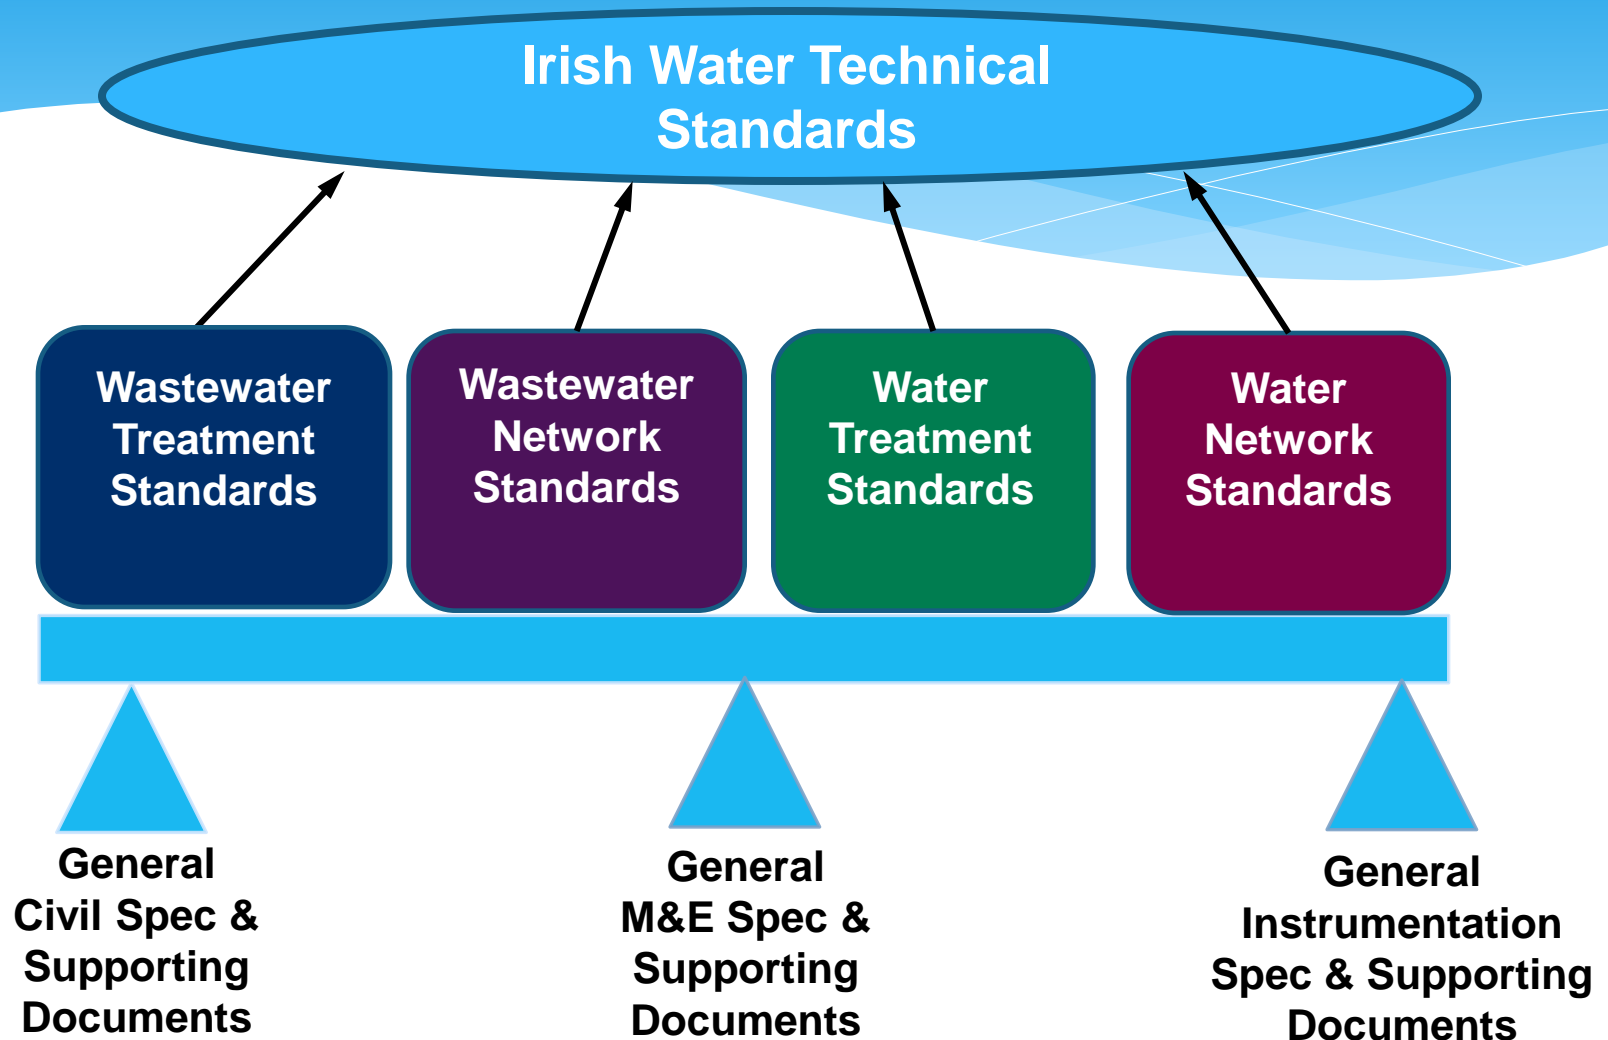 Irish Water Technical
Standards
Wastewater
Treatment
Standards
Wastewater
Network
Standards
Water
Treatment
Standards
Water
Network
Standards
General
Civil Spec &
Supporting
Documents
General
M&E Spec &
Supporting
Documents
General
Instrumentation
Spec & Supporting
Documents